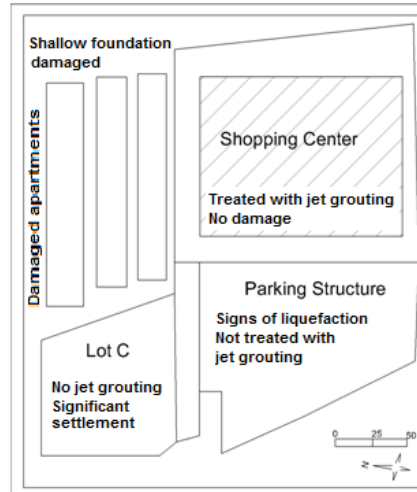 Shallow foundation
damaged
Damaged apartments
Shopping Center
Treated with jet grouting
No damage
Parking Structure
Signs of liquefaction
Not treated with
jet grouting
Lot C
No jet grouting
Significant
settlement
0 25 50
N